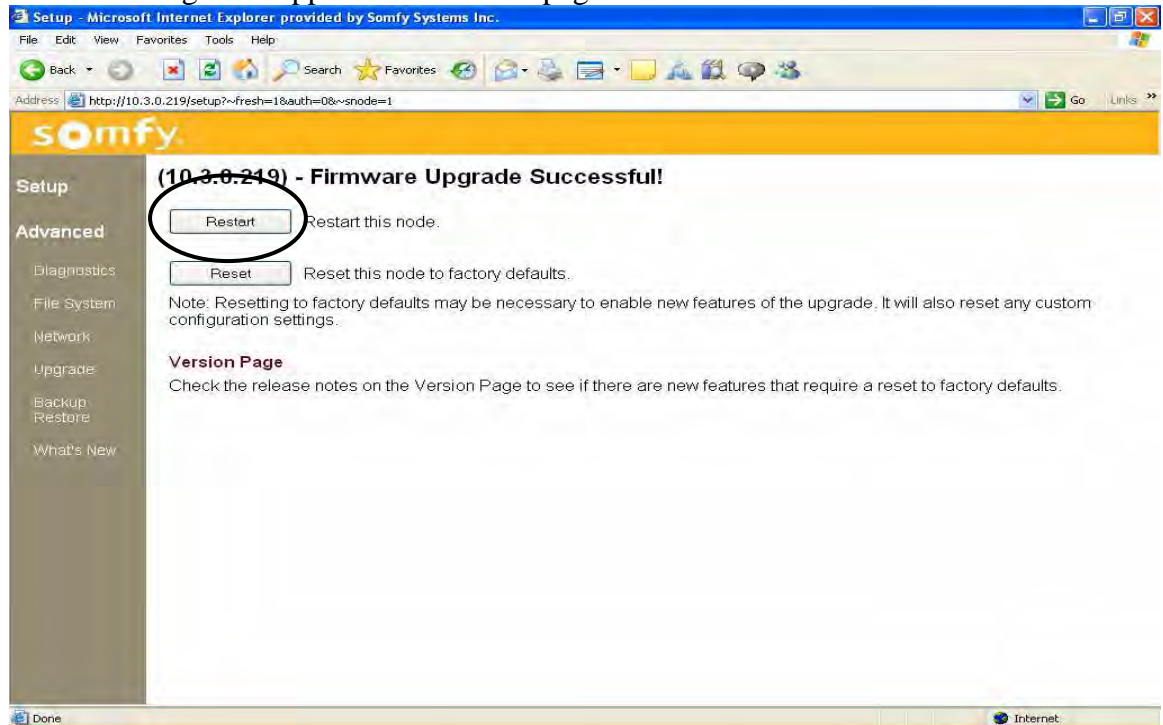 Setup - Microsoft Internet Explorer provided by Somfy Systems Inc.
File Edit View Favorites Tools Help
Back Search Favorites
Address http://10.3.0.219/setup?~fresh=1&auth=0&~snode=1 Go Links »
somfy.
(10.3.0.219) - Firmware Upgrade Successful!
Setup
Restart Restart this node.
Advanced
Diagnostics
Reset Reset this node to factory defaults.
File System
Note: Resetting to factory defaults may be necessary to enable new features of the upgrade. It will also reset any custom
configuration settings.
Network
Version Page
Upgrade
Check the release notes on the Version Page to see if there are new features that require a reset to factory defaults.
Backup
Restore
What's New
Done Internet